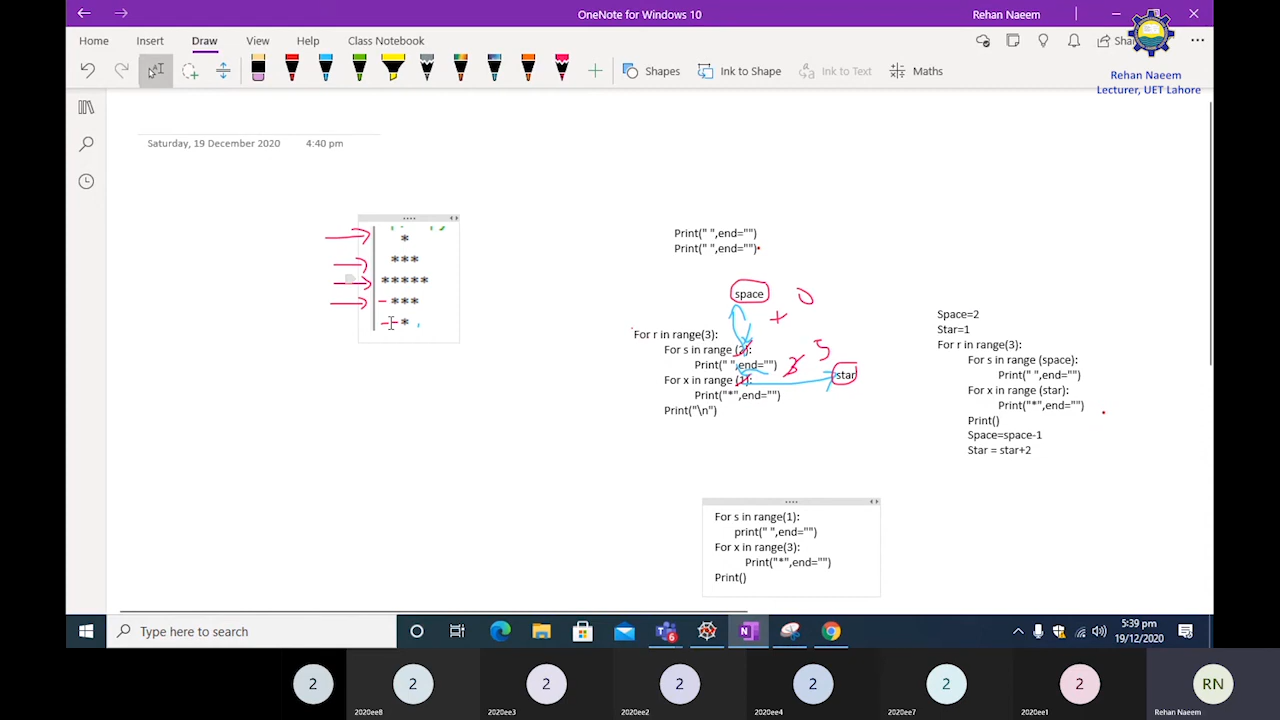 OneNote for Windows 10
Rehan Naeem
Home Insert Draw View Help Class Notebook
Shar
Shapes Ink to Shape Ink to Text Maths
Rehan Naeem
Lecturer, UET Lahore
Saturday, 19 December 2020 4:40 pm
*
***
*****
***
*
Print(" ",end="")
Print(" ",end="")
space
0
For r in range(3):
For s in range (2):
Print(" ",end="")
For x in range (1):
Print("*",end="")
Print("\n")
3
5
star
Space=2
Star=1
For r in range(3):
For s in range (space):
Print(" ",end="")
For x in range (star):
Print("*",end="")
Print()
Space=space-1
Star = star+2
For s in range(1):
print(" ",end="")
For x in range(3):
Print("*",end="")
Print()
Type here to search
6
5:39 pm
19/12/2020
2 2 2 2 2 2 2 RN
2020ee8 2020ee3 2020ee2 2020ee4 2020ee7 2020ee1 Rehan Naeem